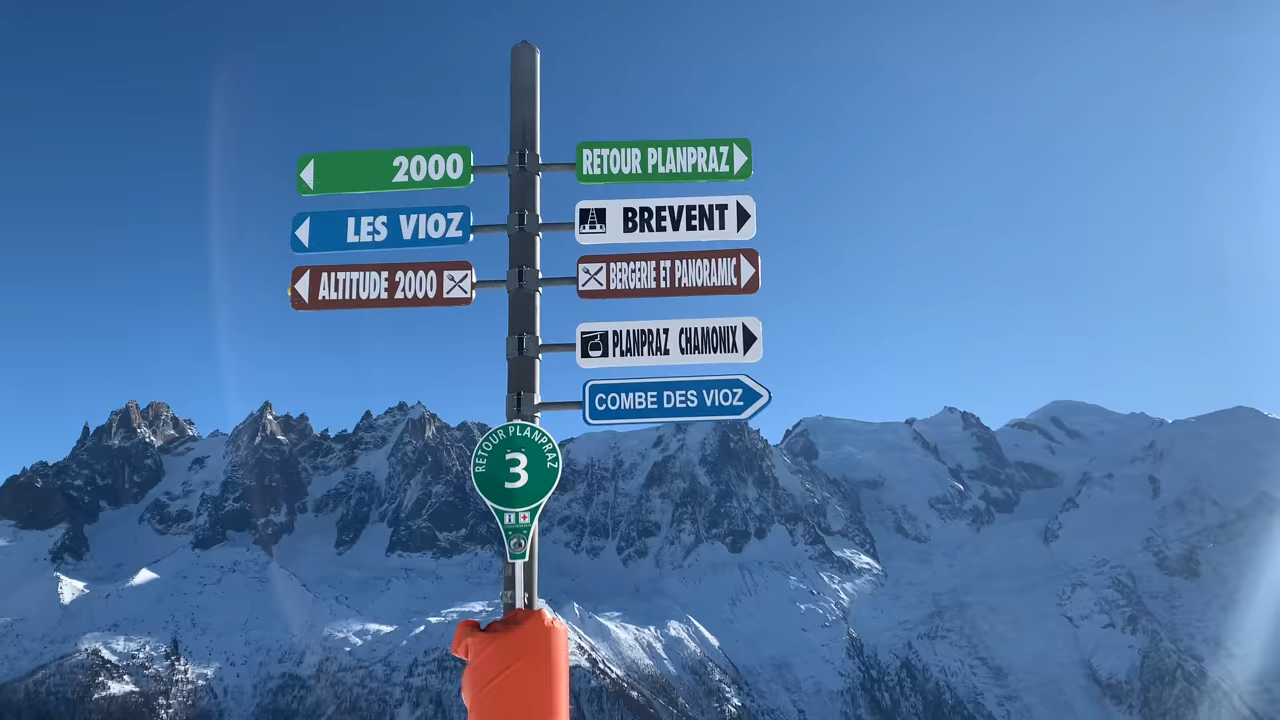 2000
LES VIOZ
ALTITUDE 2000
RETOUR PLANPRAZ
BREVENT
BERGERIE ET PANORAMIC
PLANPRAZ CHAMONIX
COMBE DES VIOZ
RETOUR PLANPRAZ
3